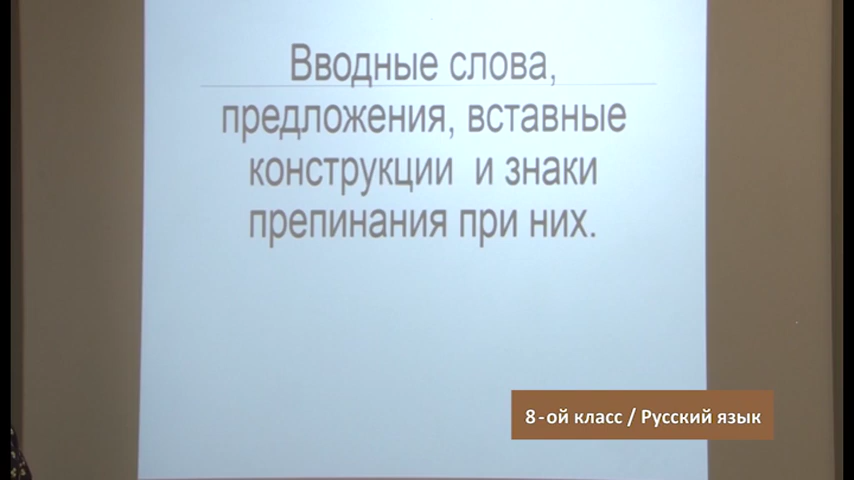 Вводные слова,
предложения, вставные
конструкции и знаки
препинания при них.
8-ой класс / Русский язык